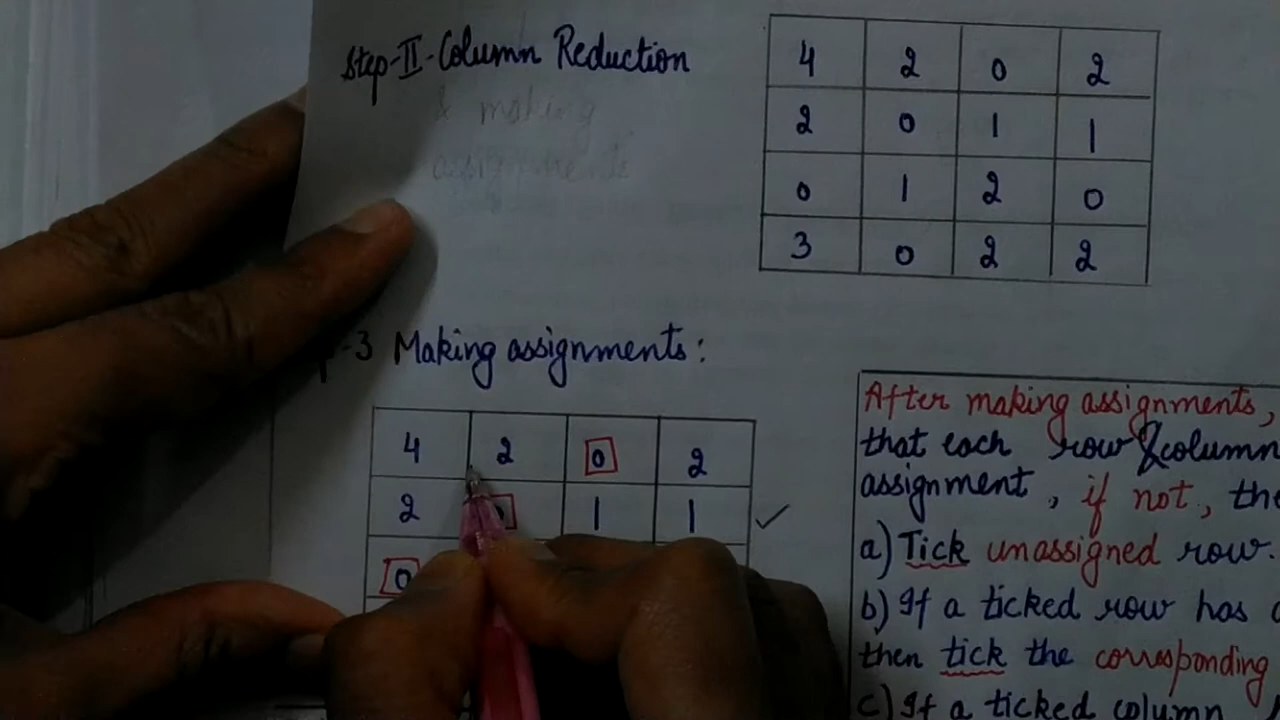 Step-II-Column Reduction
& making
assignments
4 2 0 2
2 0 1 1
0 1 2 0
3 0 2 2
-3 Making assignments:
4 2 0 2
2 1 1 ✓
0
After making assignments,
that each row & column
assignment, if not, the
a) Tick unassigned row.
b) If a ticked row has
then tick the corresponding
c) If a ticked column